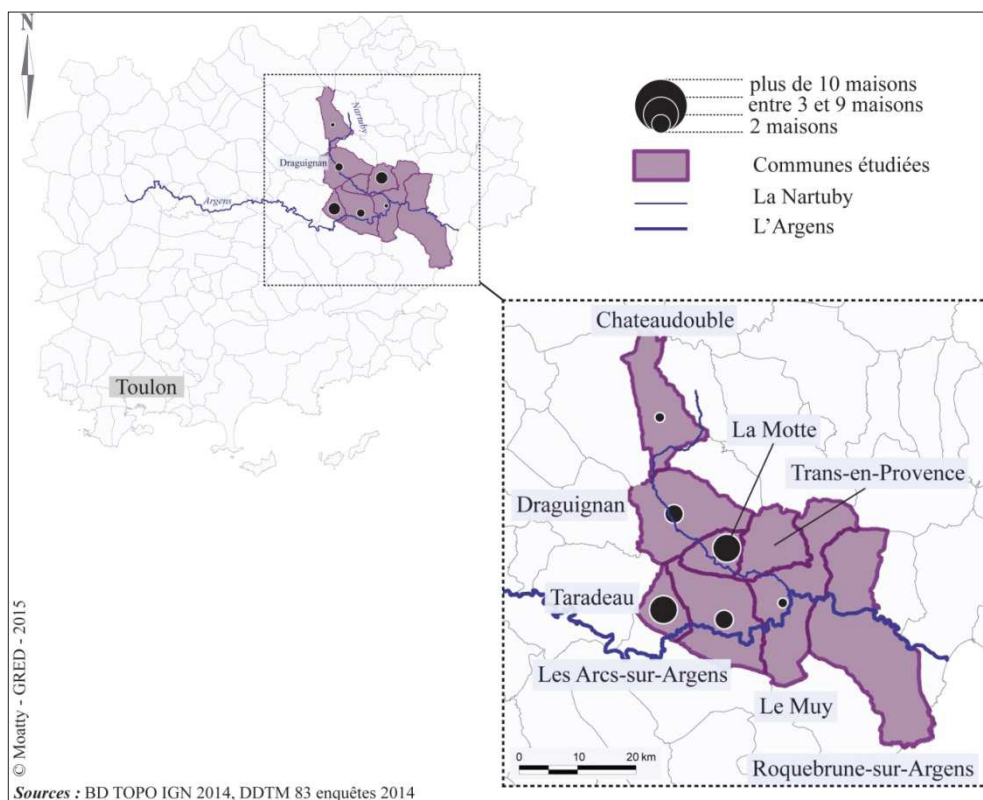 N
Nartuby
Draguignan
Argens
Toulon
plus de 10 maisons
entre 3 et 9 maisons
2 maisons
Communes étudiées
La Nartuby
L'Argens
Chateaudouble
La Motte
Trans-en-Provence
Draguignan
Taradeau
Les Arcs-sur-Argens
Le Muy
Roquebrune-sur-Argens
0 10 20 km
© Moatty - GRED - 2015
Sources : BD TOPO IGN 2014, DDTM 83 enquêtes 2014